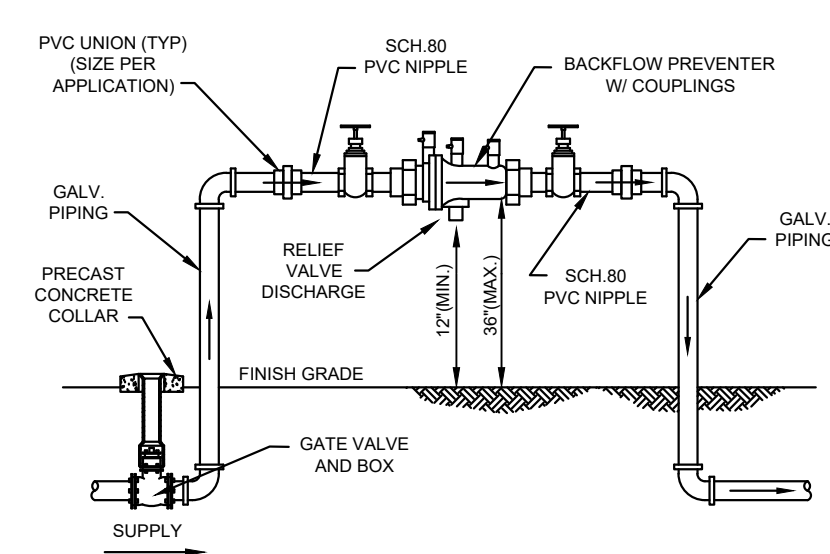 PVC UNION (TYP)
(SIZE PER
APPLICATION)
SCH.80
PVC NIPPLE
BACKFLOW PREVENTER
W/ COUPLINGS
GALV.
PIPING
GALV.
PIPING
RELIEF
VALVE
DISCHARGE
12"(MIN.)
36"(MAX.)
SCH.80
PVC NIPPLE
PRECAST
CONCRETE
COLLAR
FINISH GRADE
GATE VALVE
AND BOX
SUPPLY